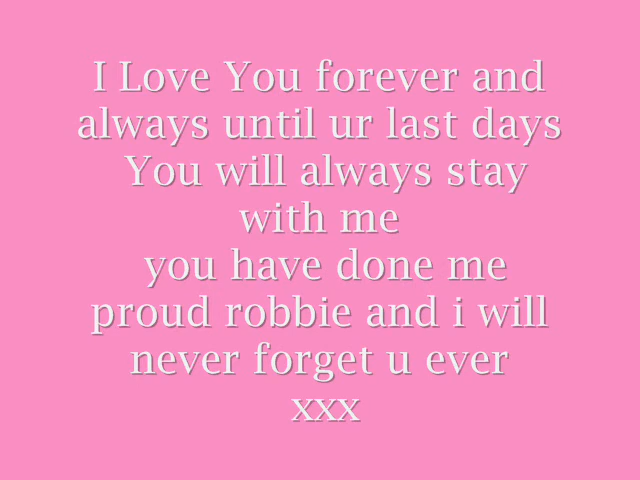 I Love You forever and
always until ur last days
You will always stay
with me
you have done me
proud robbie and i will
never forget u ever
xxx